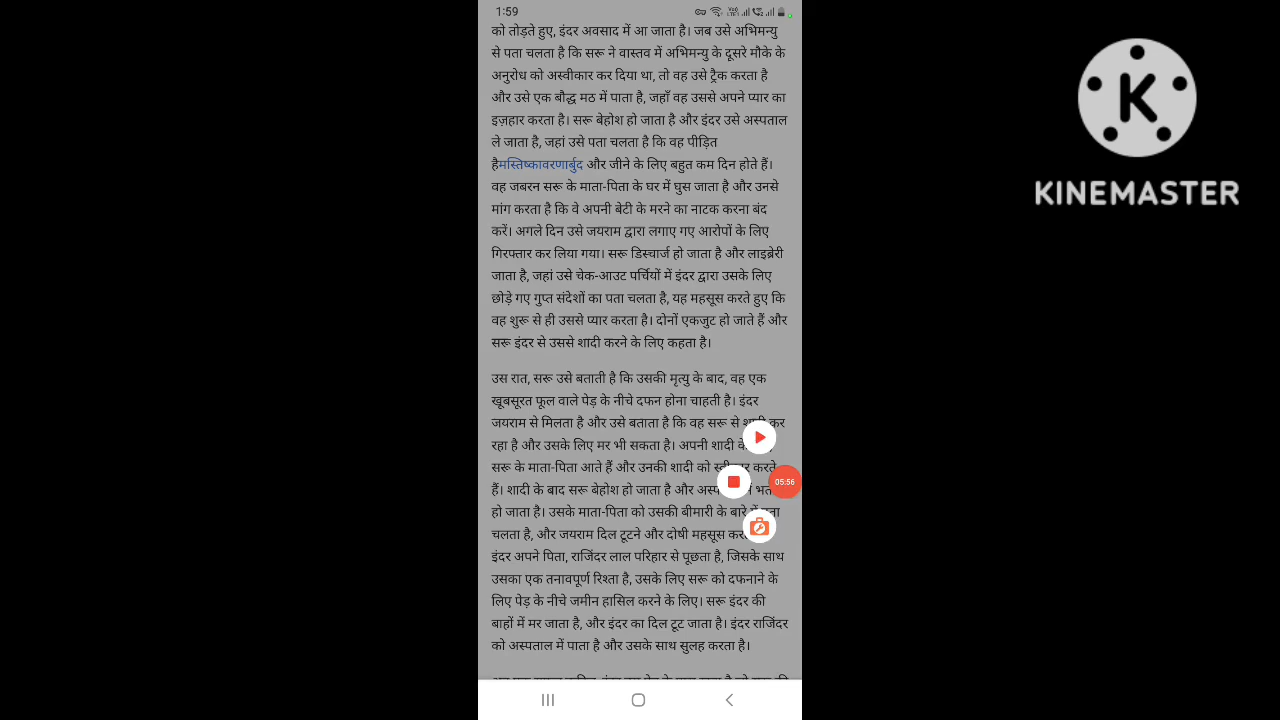 1:59
KINEMASTER
को तोड़ते हुए, इंदर अवसाद में आ जाता है। जब उसे अभिमन्यु
से पता चलता है कि सरू ने वास्तव में अभिमन्यु के दूसरे मौके के
अनुरोध को अस्वीकार कर दिया था, तो वह उसे ट्रैक करता है
और उसे एक बौद्ध मठ में पाता है, जहाँ वह उससे अपने प्यार का
इज़हार करता है। सरू बेहोश हो जाता है और इंदर उसे अस्पताल
ले जाता है, जहां उसे पता चलता है कि वह पीड़ित
हैमस्तिष्कावरणार्बुद और जीने के लिए बहुत कम दिन होते हैं।
वह जबरन सरू के माता-पिता के घर में घुस जाता है और उनसे
मांग करता है कि वे अपनी बेटी के मरने का नाटक करना बंद
करें। अगले दिन उसे जयराम द्वारा लगाए गए आरोपों के लिए
गिरफ्तार कर लिया गया। सरू डिस्चार्ज हो जाता है और लाइब्रेरी
जाता है, जहां उसे चेक-आउट पर्चियों में इंदर द्वारा उसके लिए
छोड़े गए गुप्त संदेशों का पता चलता है, यह महसूस करते हुए कि
वह शुरू से ही उससे प्यार करता है। दोनों एकजुट हो जाते हैं और
सरू इंदर से उससे शादी करने के लिए कहता है।
उस रात, सरू उसे बताती है कि उसकी मृत्यु के बाद, वह एक
खूबसूरत फूल वाले पेड़ के नीचे दफन होना चाहती है। इंदर
जयराम से मिलता है और उसे बताता है कि वह सरू से कर
रहा है और उसके लिए मर भी सकता है। अपनी शादी
सरू के माता-पिता आते हैं और उनकी शादी को करते
हैं। शादी के बाद सरू बेहोश हो जाता है और
हो जाता है। उसके माता-पिता को उसकी बीमारी के बारे
चलता है, और जयराम दिल टूटने और दोषी महसूस
इंदर अपने पिता, राजिंदर लाल परिहार से पूछता है, जिसके साथ
उसका एक तनावपूर्ण रिश्ता है, उसके लिए सरू को दफनाने के
लिए पेड़ के नीचे जमीन हासिल करने के लिए। सरू इंदर की
बाहों में मर जाता है, और इंदर का दिल टूट जाता है। इंदर राजिंदर
को अस्पताल में पाता है और उसके साथ सुलह करता है।
05:56